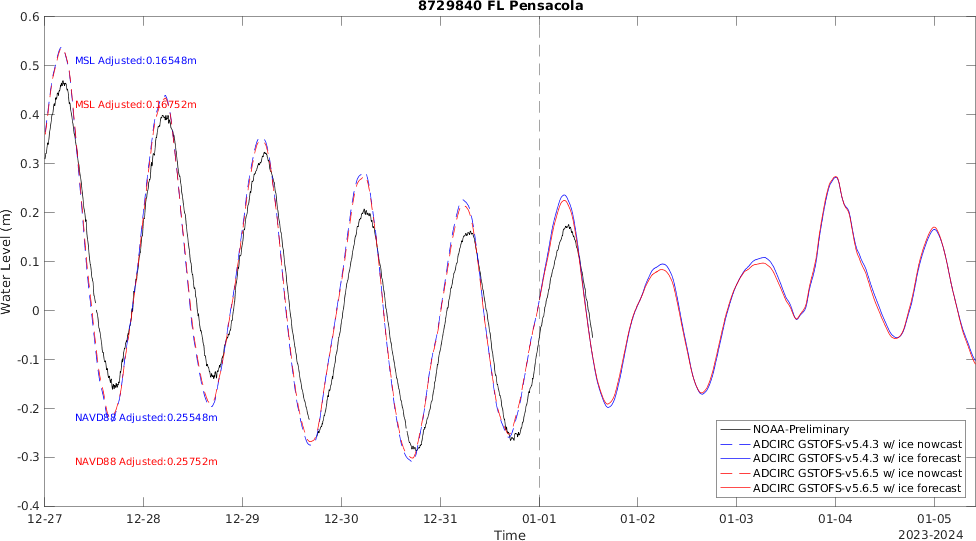 8729840 FL Pensacola
Water Level (m)
0.6
0.5
0.4
0.3
0.2
0.1
0
-0.1
-0.2
-0.3
-0.4
MSL Adjusted:0.16548m
MSL Adjusted:0.16752m
NAVD88 Adjusted:0.25548m
NAVD88 Adjusted:0.25752m
NOAA-Preliminary
ADCIRC GSTOFS-v5.4.3 w/ ice nowcast
ADCIRC GSTOFS-v5.4.3 w/ ice forecast
ADCIRC GSTOFS-v5.6.5 w/ ice nowcast
ADCIRC GSTOFS-v5.6.5 w/ ice forecast
12-27 12-28 12-29 12-30 12-31 01-01 01-02 01-03 01-04 01-05
Time
2023-2024